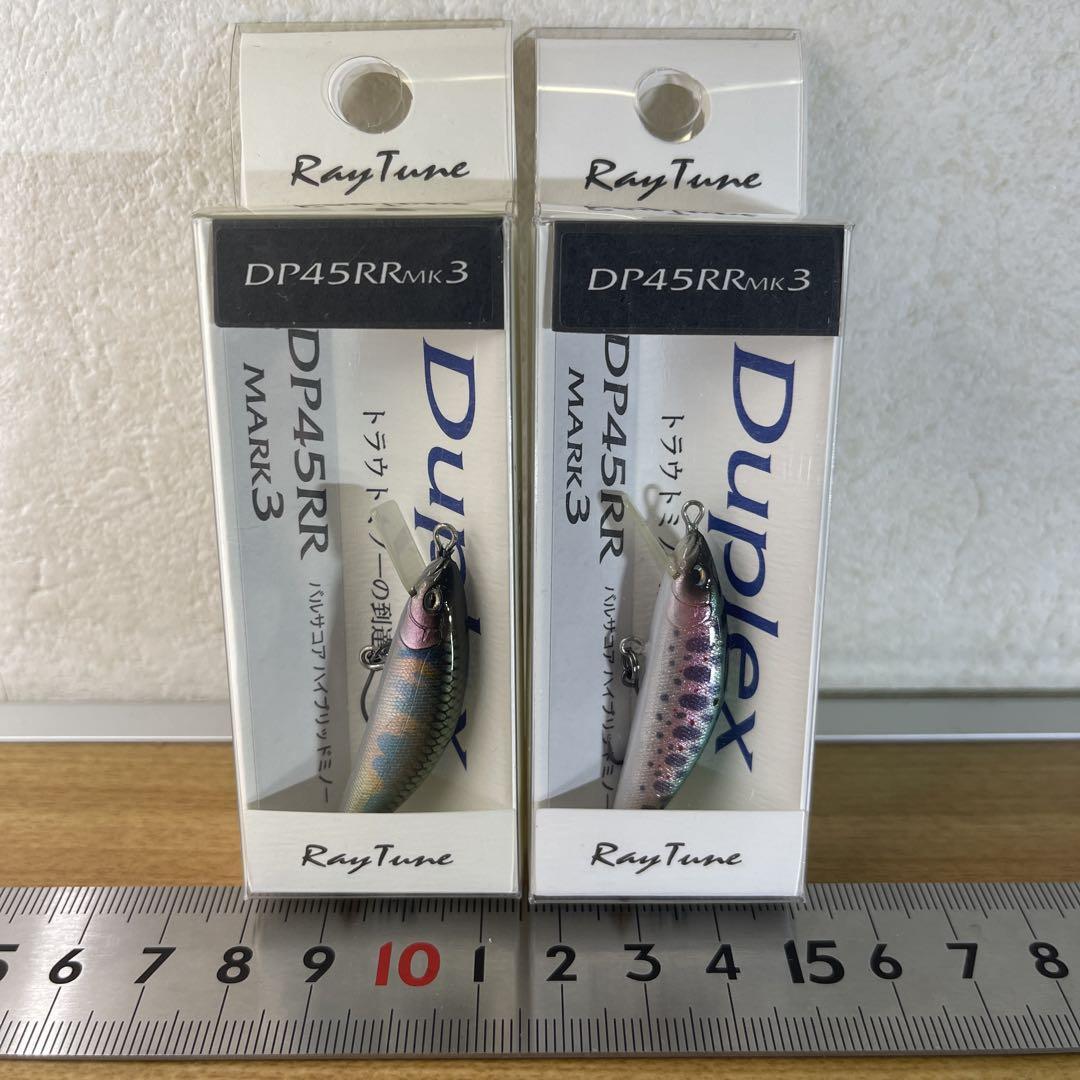 RayTune
DP45RRMK3
Duplex
トラウトミノーの到達
DP45RR
MARK3
バルサコアハイブリッドミノー
RayTune
RayTune
DP45RRMK3
Duplex
トラウトミノ
DP45RR
MARK3
バルサコアハイブリッドミノー
RayTune
5 6 7 8 9 10 1 2 3 4 15 6 7 8